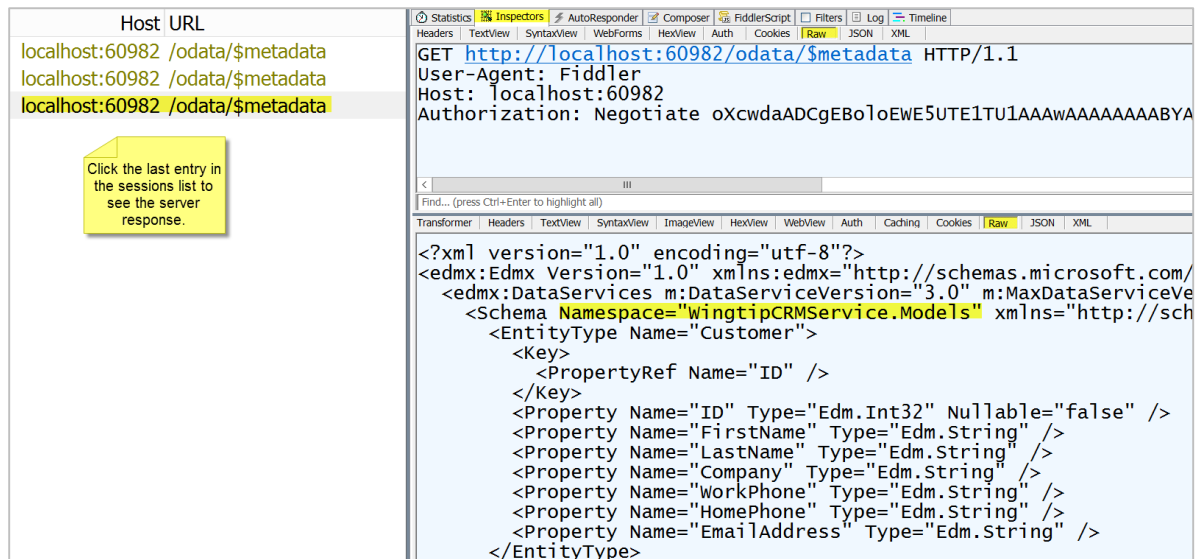 Host URL
localhost:60982 /odata/$metadata
localhost:60982 /odata/$metadata
localhost:60982 /odata/$metadata
Click the last entry in
the sessions list to
see the server
response.
Statistics Inspectors AutoResponder Composer FiddlerScript Filters Log Timeline
Headers TextView SyntaxView WebForms HexView Auth Cookies Raw JSON XML
GET http://localhost:60982/odata/$metadata HTTP/1.1
User-Agent: Fiddler
Host: localhost:60982
Authorization: Negotiate oXcwdaADCgEBoloEWE5UTE1TU1AAAwAAAAAAAABYA
Find... (press Ctrl+Enter to highlight all)
Transformer Headers TextView SyntaxView ImageView HexView WebView Auth Caching Cookies Raw JSON XML
<?xml version="1.0" encoding="utf-8"?>
<edmx:Edmx Version="1.0" xmlns:edmx="http://schemas.microsoft.com/
<edmx:DataServices m:DataServiceVersion="3.0" m:MaxDataServiceVe
<Schema Namespace="WingtipCRMService.Models" xmlns="http://sch
<EntityType Name="Customer">
<Key>
<PropertyRef Name="ID" />
</Key>
<Property Name="ID" Type="Edm.Int32" Nullable="false" />
<Property Name="FirstName" Type="Edm.String" />
<Property Name="LastName" Type="Edm.String" />
<Property Name="Company" Type="Edm.String" />
<Property Name="WorkPhone" Type="Edm.String" />
<Property Name="HomePhone" Type="Edm.String" />
<Property Name="EmailAddress" Type="Edm.String" />
</EntityType>